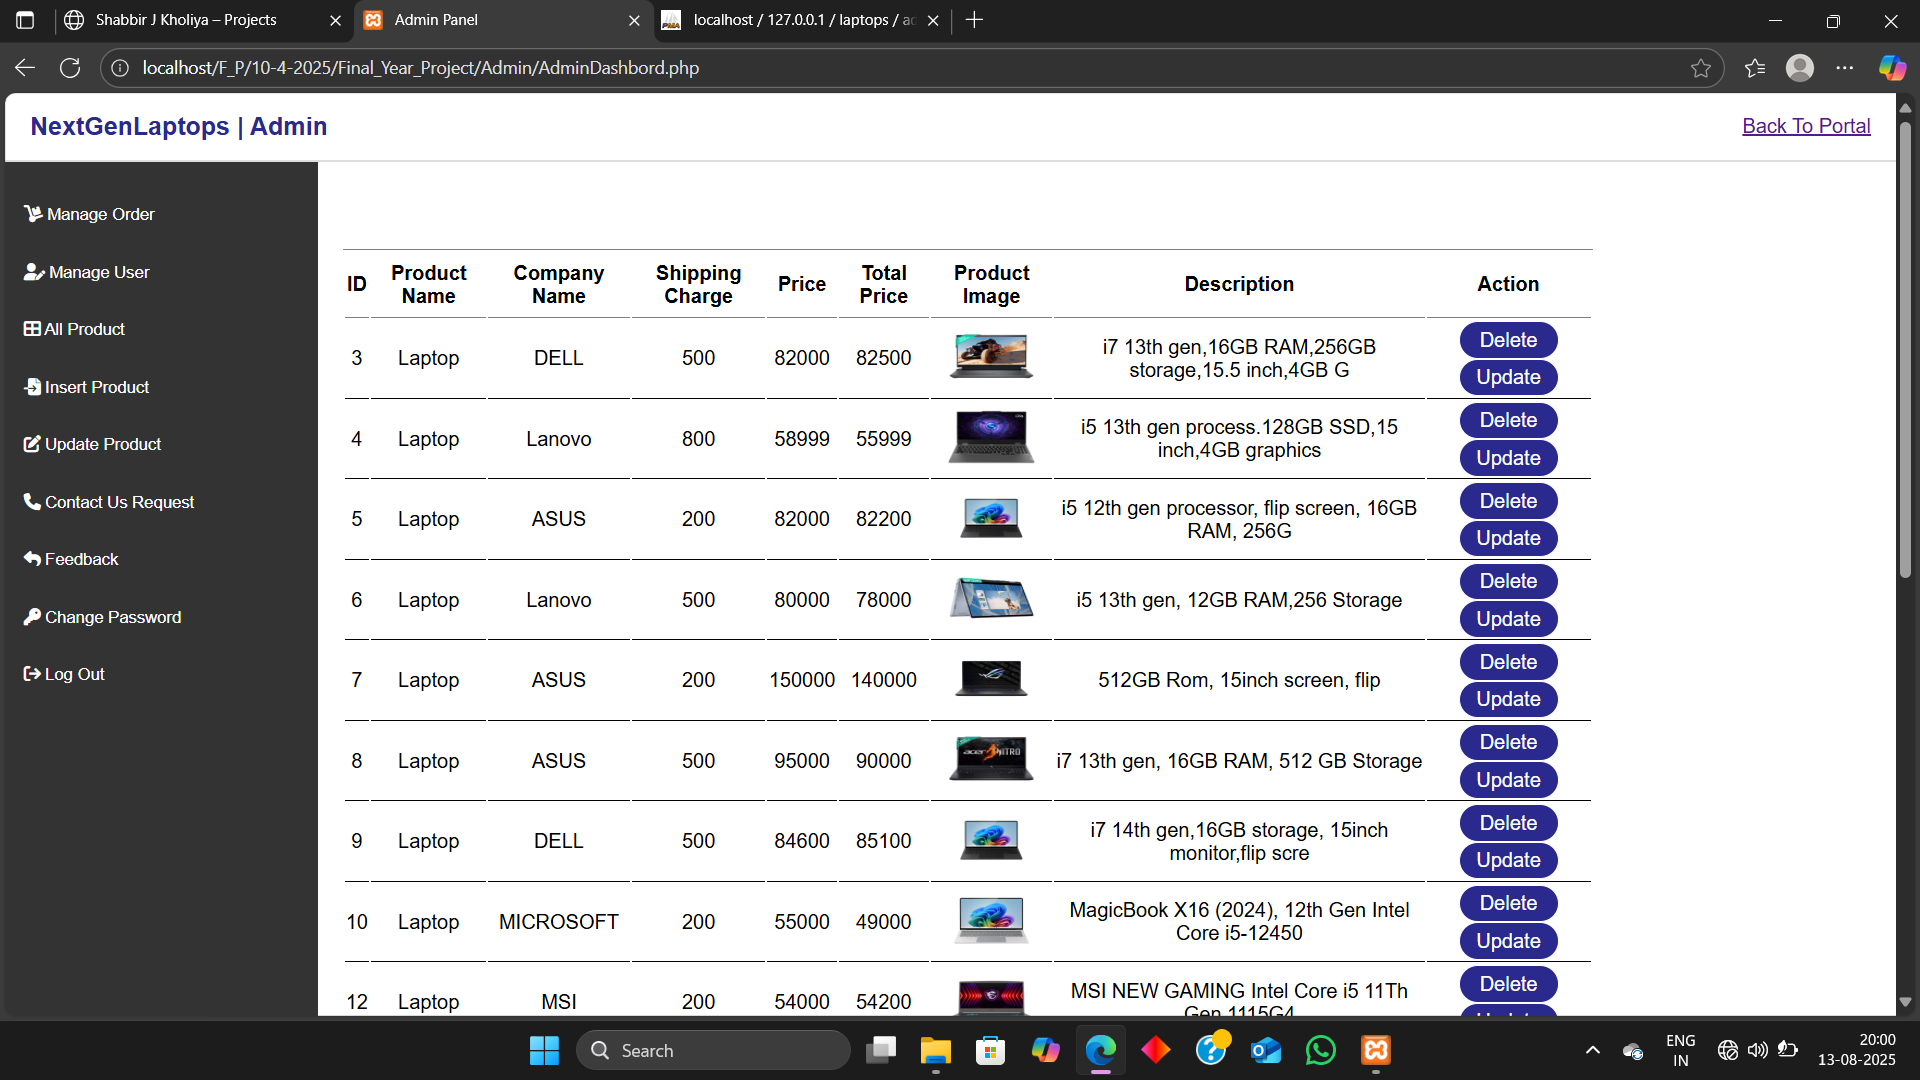 Shabbir J Kholiya – Projects
Admin Panel
localhost / 127.0.0.1 / laptops / ac
localhost/F_P/10-4-2025/Final_Year_Project/Admin/AdminDashbord.php
NextGenLaptops | Admin
Back To Portal
Manage Order
Manage User
All Product
Insert Product
Update Product
Contact Us Request
Feedback
Change Password
Log Out
ID Product Name Company Name Shipping Charge Price Total Price Product Image Description Action
3 Laptop DELL 500 82000 82500 i7 13th gen,16GB RAM,256GB storage,15.5 inch,4GB G Delete Update
4 Laptop Lanovo 800 58999 55999 i5 13th gen process.128GB SSD,15 inch,4GB graphics Delete Update
5 Laptop ASUS 200 82000 82200 i5 12th gen processor, flip screen, 16GB RAM, 256G Delete Update
6 Laptop Lanovo 500 80000 78000 i5 13th gen, 12GB RAM,256 Storage Delete Update
7 Laptop ASUS 200 150000 140000 512GB Rom, 15inch screen, flip Delete Update
8 Laptop ASUS 500 95000 90000 acer NITRO i7 13th gen, 16GB RAM, 512 GB Storage Delete Update
9 Laptop DELL 500 84600 85100 i7 14th gen,16GB storage, 15inch monitor,flip scre Delete Update
10 Laptop MICROSOFT 200 55000 49000 MagicBook X16 (2024), 12th Gen Intel Core i5-12450 Delete Update
12 Laptop MSI 200 54000 54200 MSI NEW GAMING Intel Core i5 11Th Gen 1115G4 Delete Update
Search
ENG
IN
20:00
13-08-2025